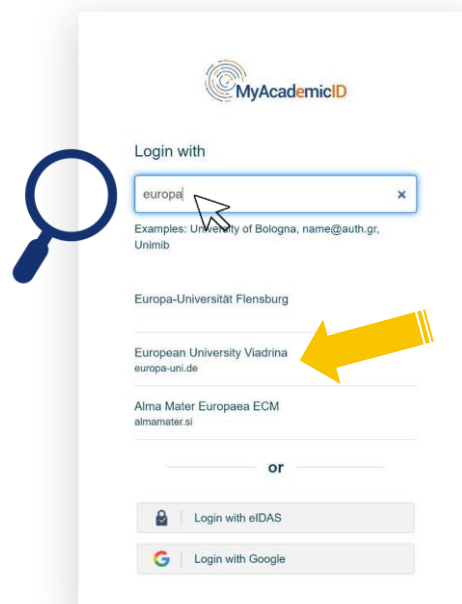 MyAcademicID
Login with
europa
Examples: University of Bologna, name@auth.gr,
Unimib
Europa-Universität Flensburg
European University Viadrina
europa-uni.de
Alma Mater Europaea ECM
almamater.si
or
Login with eIDAS
G Login with Google